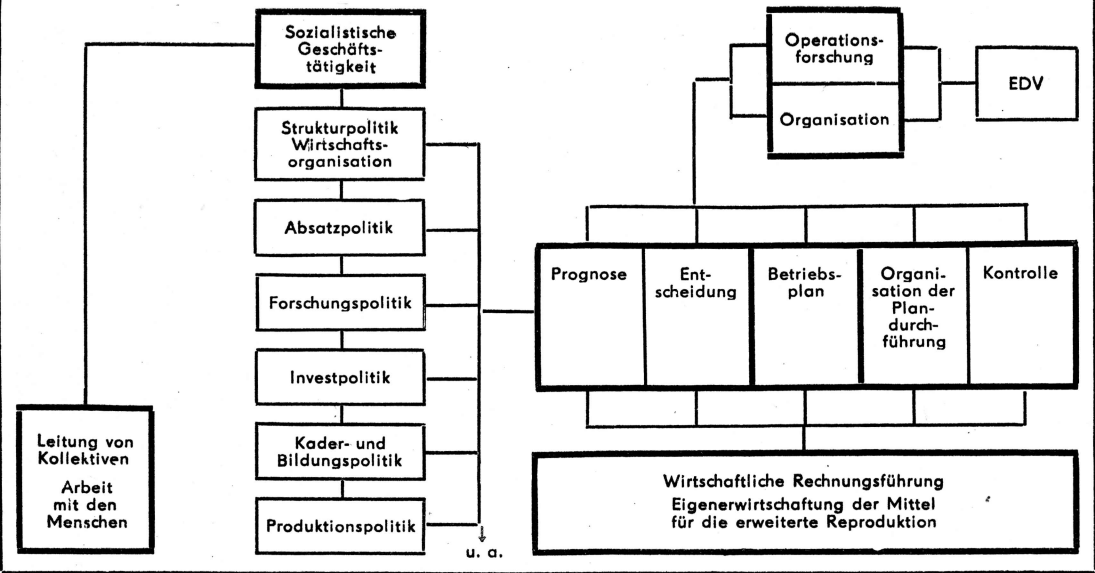 Sozialistische
Geschäfts-
tätigkeit
Strukturpolitik
Wirtschafts-
organisation
Absatzpolitik
Forschungspolitik
Investpolitik
Kader- und
Bildungspolitik
Produktionspolitik
u. a.
Leitung von
Kollektiven
Arbeit
mit den
Menschen
Operations-
forschung
Organisation
EDV
Prognose
Ent-
scheidung
Betriebs-
plan
Organi-
sation der
Plan-
durch-
führung
Kontrolle
Wirtschaftliche Rechnungsführung
Eigenerwirtschaftung der Mittel
für die erweiterte Reproduktion